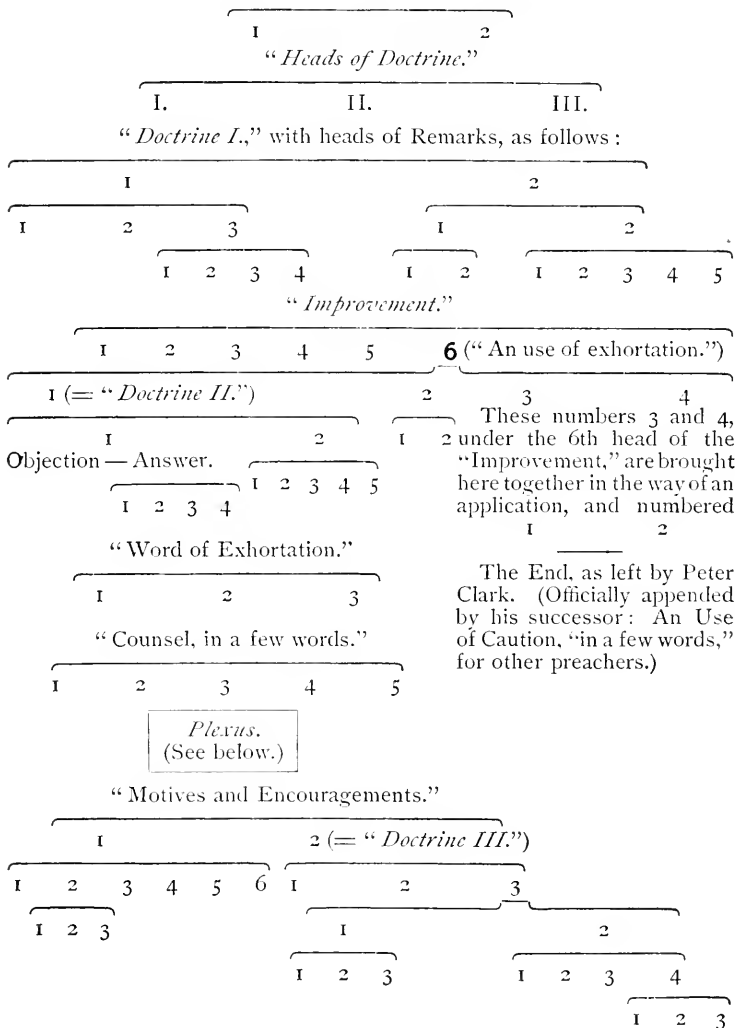 1 2
“Heads of Doctrine.”
I. II. III.
“Doctrine I.,” with heads of Remarks, as follows:
1 2
1 2 3 1 2
1 2 3 4 1 2 1 2 3 4 5
“Improvement.”
1 2 3 4 5 6 (“An use of exhortation.”)
1 (= “Doctrine II.”) 2 3 4
1 2 1 2
Objection — Answer. 1 2 3 4 5
1 2 3 4
These numbers 3 and 4,
under the 6th head of the
“Improvement,” are brought
here together in the way of an
application, and numbered
1 2
The End, as left by Peter
Clark. (Officially appended
by his successor: An Use
of Caution, “in a few words,”
for other preachers.)
“Word of Exhortation.”
1 2 3
“Counsel, in a few words.”
1 2 3 4 5
Plexus.
(See below.)
“Motives and Encouragements.”
1 2 (= “Doctrine III.”)
1 2 3 4 5 6 1 2 3
1 2 3 1 2
1 2 3 1 2 3 4
1 2 3